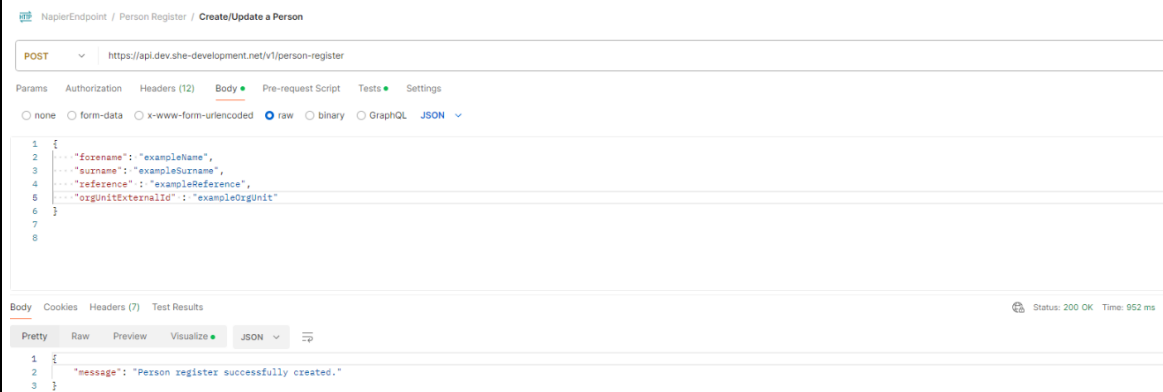 HTTP NapierEndpoint / Person Register / Create/Update a Person
POST https://api.dev.she-development.net/v1/person-register
Params Authorization Headers (12) Body Pre-request Script Tests Settings
none form-data x-www-form-urlencoded raw binary GraphQL JSON
1 {
2 "forename": "exampleName",
3 "surname": "exampleSurname",
4 "reference" : "exampleReference",
5 "orgUnitExternalId" : "exampleOrgUnit"
6 }
7
8
Body Cookies Headers (7) Test Results Status: 200 OK Time: 952 ms
Pretty Raw Preview Visualize JSON
1 {
2 "message": "Person register successfully created."
3 }